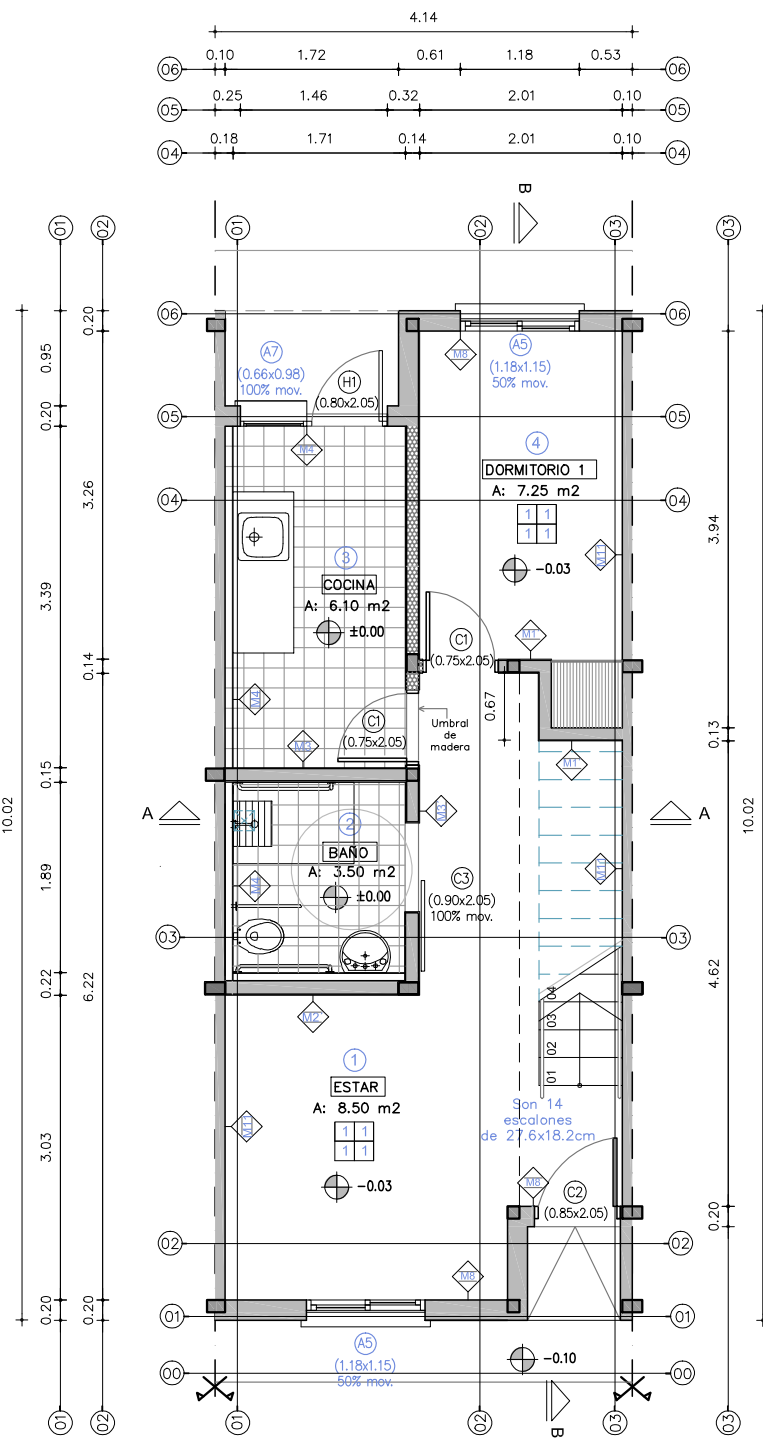 4.14
06 0.10 1.72 0.61 1.18 0.53 06
05 0.25 1.46 0.32 2.01 0.10 05
04 0.18 1.71 0.14 2.01 0.10 04
B
01 02 01 02 03 03
06 06
0.20
0.95
0.20
3.26
3.39
0.14
0.15
10.02
1.89
0.22
6.22
3.03
0.20
0.20
A7
(0.66x0.98)
100% mov.
H1
(0.80x2.05)
M8
A5
(1.18x1.15)
50% mov.
05 05
M4
4
DORMITORIO 1
A: 7.25 m2
04 04
1 1
1 1
M11
-0.03
3
COCINA
A: 6.10 m2
±0.00
M1
C1
(0.75x2.05)
M4
C1
(0.75x2.05)
M3
Umbral
de
madera
0.67
M1
3.94
0.13
10.02
4.62
0.20
A A
2
BAÑO
A: 3.50 m2
±0.00
M4
M3
C3
(0.90x2.05)
100% mov.
M10
03 03
M2
01 02 03 04
1
ESTAR
A: 8.50 m2
1 1
1 1
M11
-0.03
Son 14
escalones
de 27.6x18.2cm
M8
C2
(0.85x2.05)
02 02
M8
01 01
A5
(1.18x1.15)
50% mov.
-0.10
00 00
B
01 02 01 02 03 03